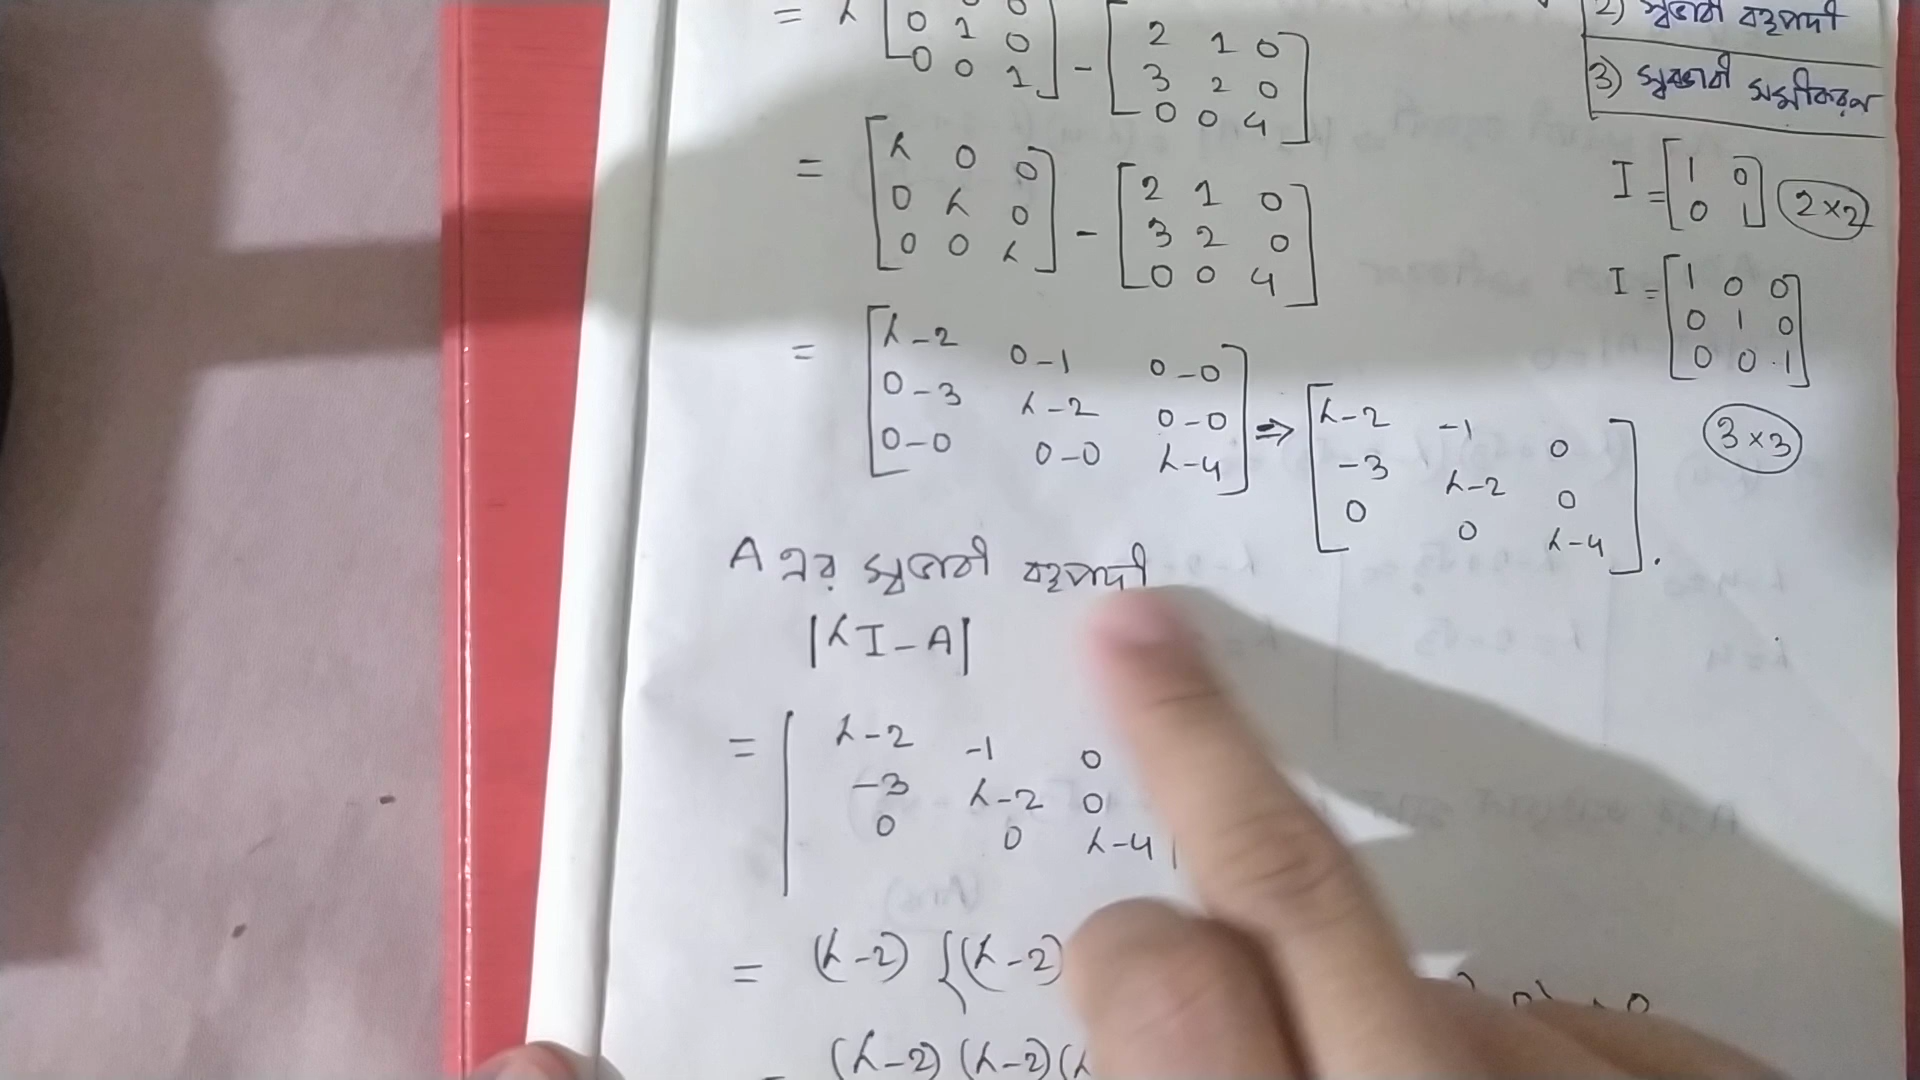 = λ [ 0 1 0
0 0 1 ] - [ 2 1 0
3 2 0
0 0 4 ]
= [ λ 0 0
0 λ 0
0 0 λ ] - [ 2 1 0
3 2 0
0 0 4 ]
= [ λ-2 0-1 0-0
0-3 λ-2 0-0
0-0 0-0 λ-4 ] ⇒ [ λ-2 -1 0
-3 λ-2 0
0 0 λ-4 ].
A এর স্বভাবী বহুপদী
|λI-A|
= | λ-2 -1 0
-3 λ-2 0
0 0 λ-4 |
= (λ-2) {(λ-2)
(λ-2) (λ-2) (λ
2) স্বভাবী বহুপদী
3) স্বভাবী সমীকরণ
I = [ 1 0
0 1 ] 2×2
I = [ 1 0 0
0 1 0
0 0 1 ]
3×3